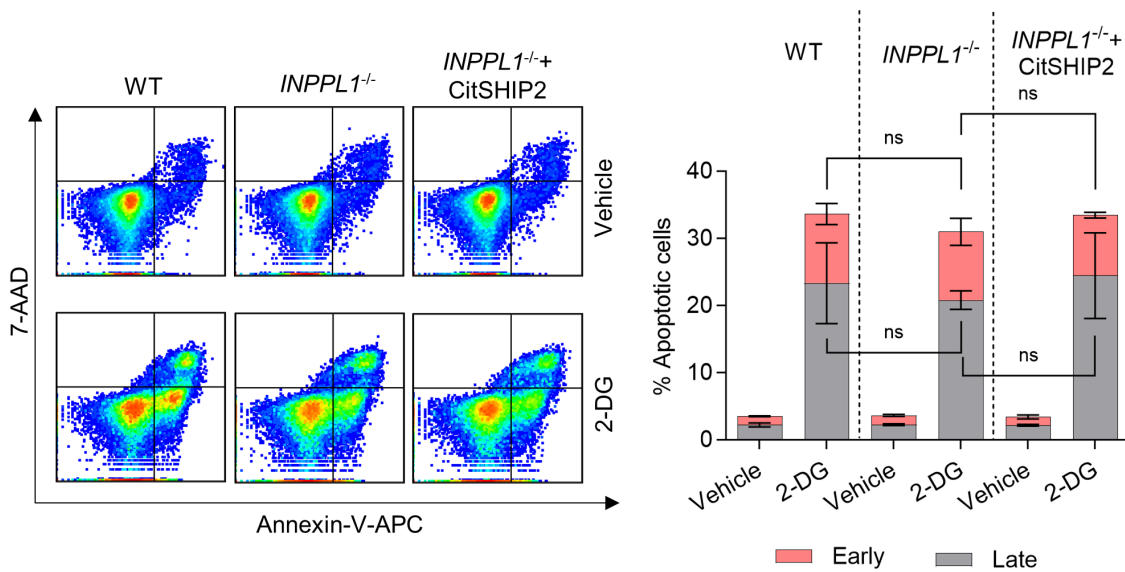 WT
INPPL1-/-
INPPL1-/-+
CitSHIP2
Vehicle
2-DG
7-AAD
Annexin-V-APC
WT
INPPL1-/-
INPPL1-/-+
CitSHIP2
ns
ns
ns
ns
% Apoptotic cells
40
30
20
10
0
Vehicle
2-DG
Vehicle
2-DG
Vehicle
2-DG
Early
Late